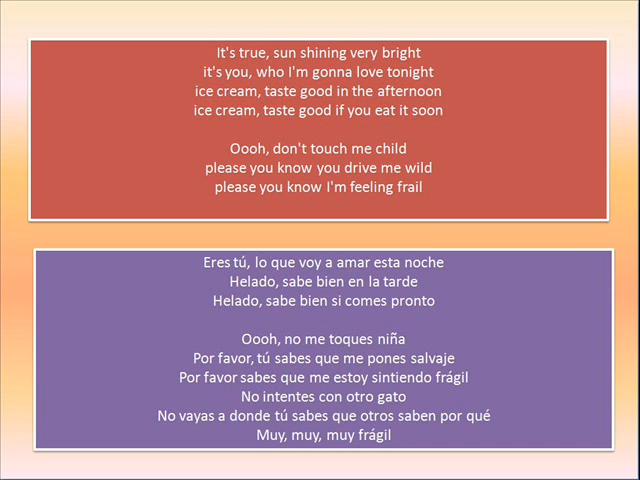 It's true, sun shining very bright
it's you, who I'm gonna love tonight
ice cream, taste good in the afternoon
ice cream, taste good if you eat it soon
Oooh, don't touch me child
please you know you drive me wild
please you know I'm feeling frail
Eres tú, lo que voy a amar esta noche
Helado, sabe bien en la tarde
Helado, sabe bien si comes pronto
Oooh, no me toques niña
Por favor, tú sabes que me pones salvaje
Por favor sabes que me estoy sintiendo frágil
No intentes con otro gato
No vayas a donde tú sabes que otros saben por qué
Muy, muy, muy frágil